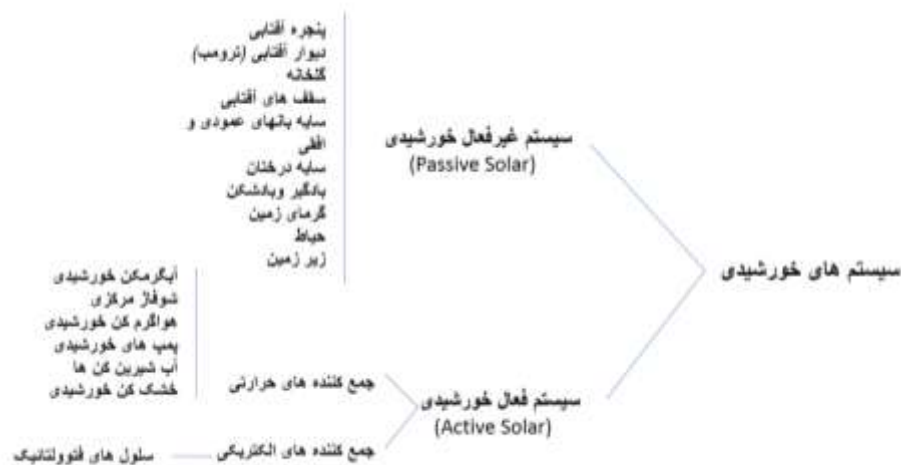 سیستم های خورشیدی
سیستم غیرفعال خورشیدی
(Passive Solar)
پنجره آفتابی
دیوار آفتابی (ترومب)
گلخانه
سقف های آفتابی
سایه بانهای عمودی و
افقی
سایه درختان
بادگیر وبادشکن
گرمای زمین
حیاط
زیر زمین
سیستم فعال خورشیدی
(Active Solar)
جمع کننده های حرارتی
آبگرمکن خورشیدی
شوفاژ مرکزی
هواگرم کن خورشیدی
پمپ های خورشیدی
آب شیرین کن ها
خشک کن خورشیدی
جمع کننده های الکتریکی
سلول های فتوولتائیک